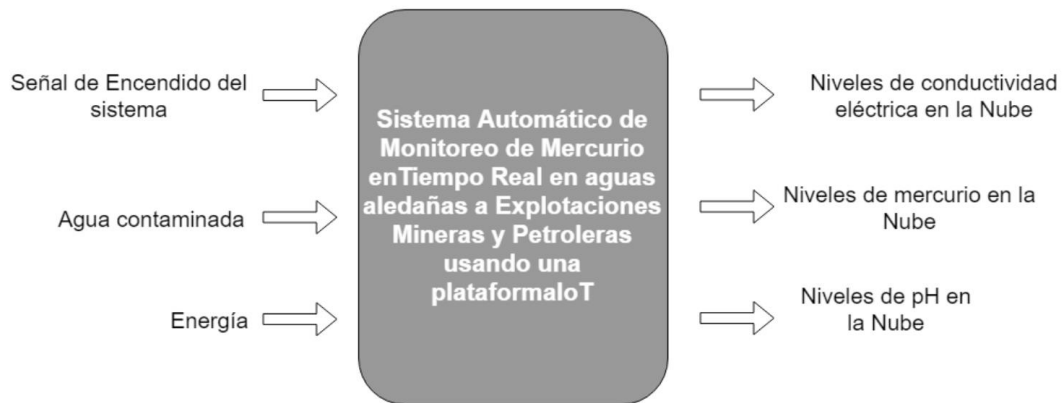 Señal de Encendido del
sistema
Agua contaminada
Energía
Sistema Automático de
Monitoreo de Mercurio
enTiempo Real en aguas
aledañas a Explotaciones
Mineras y Petroleras
usando una
plataformaIoT
Niveles de conductividad
eléctrica en la Nube
Niveles de mercurio en la
Nube
Niveles de pH en
la Nube